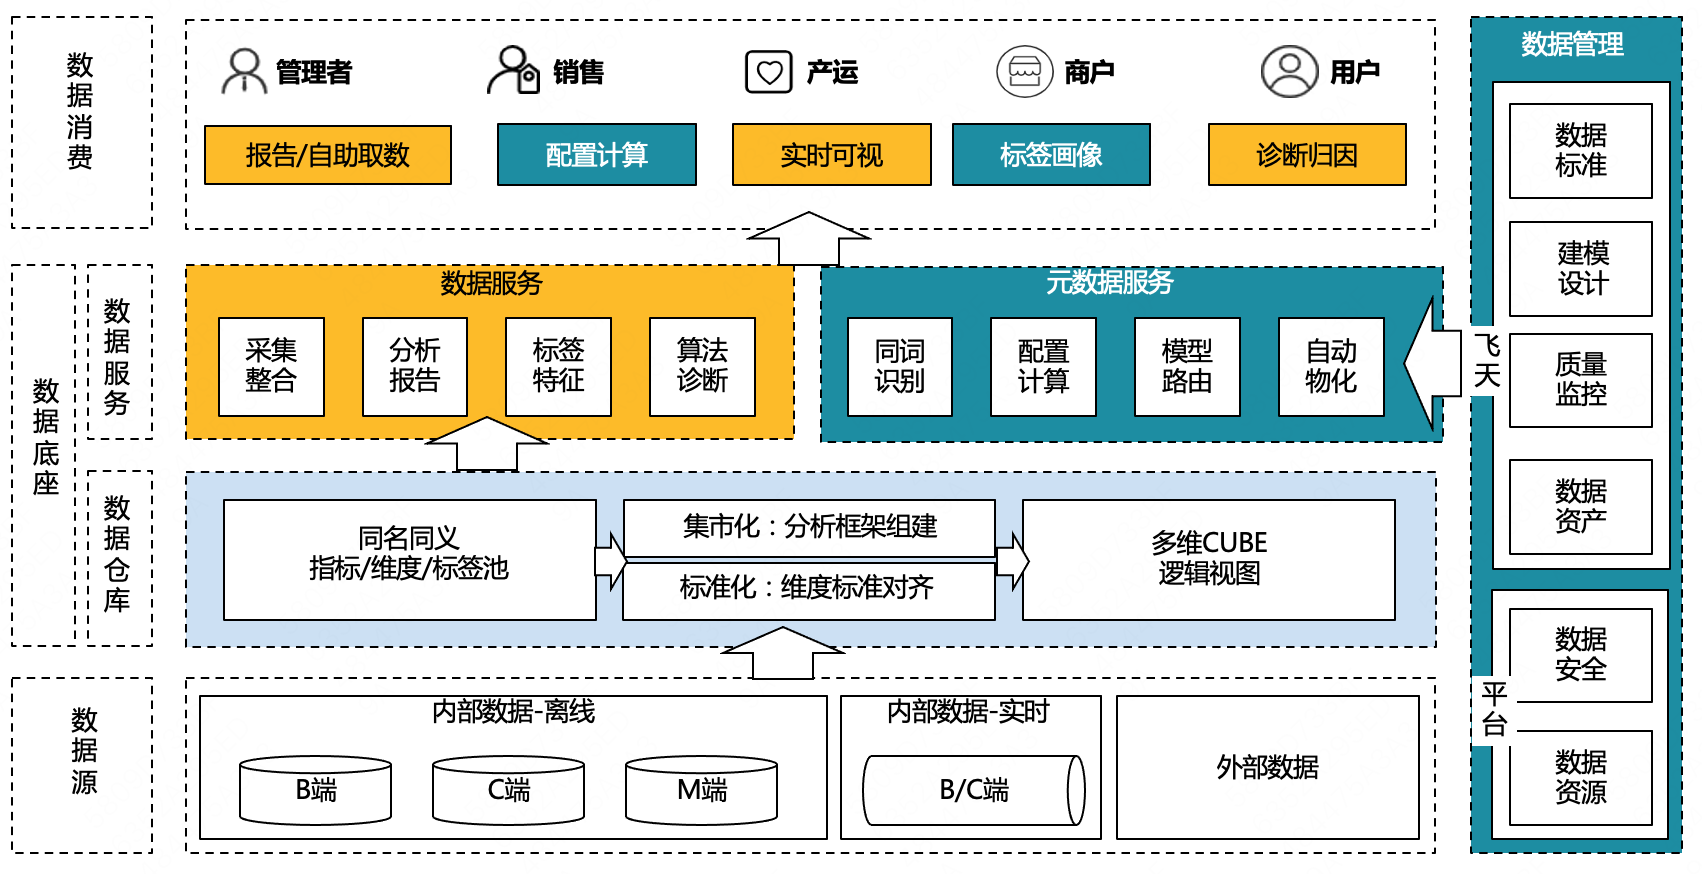 数据消费
管理者
销售
产运
商户
用户
报告/自助取数
配置计算
实时可视
标签画像
诊断归因
数据底座
数据服务
数据服务
采集
整合
分析
报告
标签
特征
算法
诊断
元数据服务
同词
识别
配置
计算
模型
路由
自动
物化
数据仓库
同名同义
指标/维度/标签池
集市化：分析框架组建
标准化：维度标准对齐
多维CUBE
逻辑视图
数据源
内部数据-离线
B端
C端
M端
内部数据-实时
B/C端
外部数据
数据管理
数据
标准
建模
设计
飞天
质量
监控
数据
资产
数据
安全
平台
数据
资源